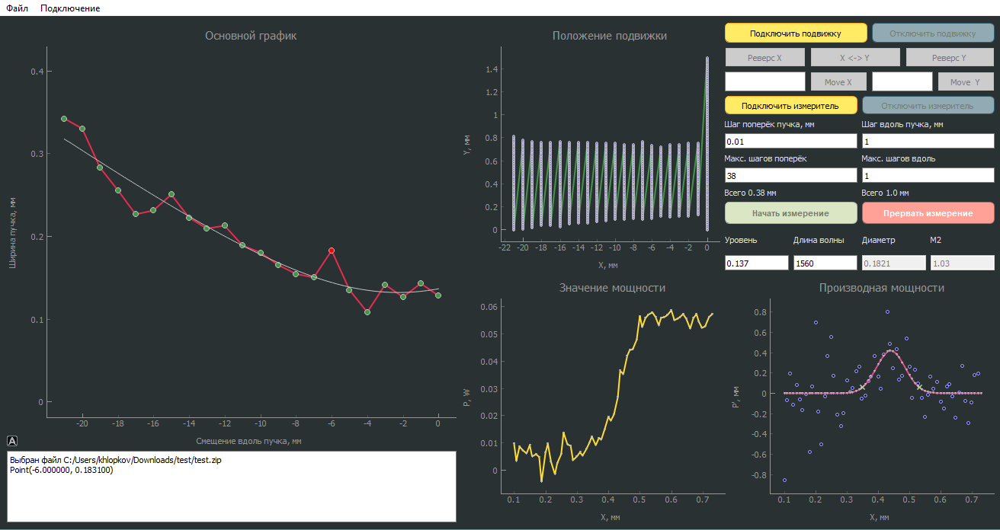 Файл Подключение
Основной график
0.4
0.3
0.2
0.1
0
Ширина пучка, мм
-20 -18 -16 -14 -12 -10 -8 -6 -4 -2 0
Смещение вдоль пучка, мм
A
Выбран файл C:/Users/khlopkov/Downloads/test/test.zip
Point(-6.000000, 0.183100)
Положение подвижки
1.4
1.2
1
0.8
0.6
0.4
0.2
0
Y, мм
-22 -20 -18 -16 -14 -12 -10 -8 -6 -4 -2 0
X, мм
Подключить подвижку Отключить подвижку
Реверс X X <-> Y Реверс Y
Move X Move Y
Подключить измеритель Отключить измеритель
Шаг поперёк пучка, мм Шаг вдоль пучка, мм
0.01 1
Макс. шагов поперёк Макс. шагов вдоль
38 1
Всего 0.38 мм Всего 1.0 мм
Начать измерение Прервать измерение
Уровень Длина волны Диаметр M2
0.137 1560 0.1821 1.03
Значение мощности
0.06
0.05
0.04
0.03
0.02
0.01
0
P, W
0.1 0.2 0.3 0.4 0.5 0.6 0.7
X, мм
Производная мощности
0.8
0.6
0.4
0.2
0
-0.2
-0.4
-0.6
-0.8
P', мм
0.1 0.2 0.3 0.4 0.5 0.6 0.7
X, мм